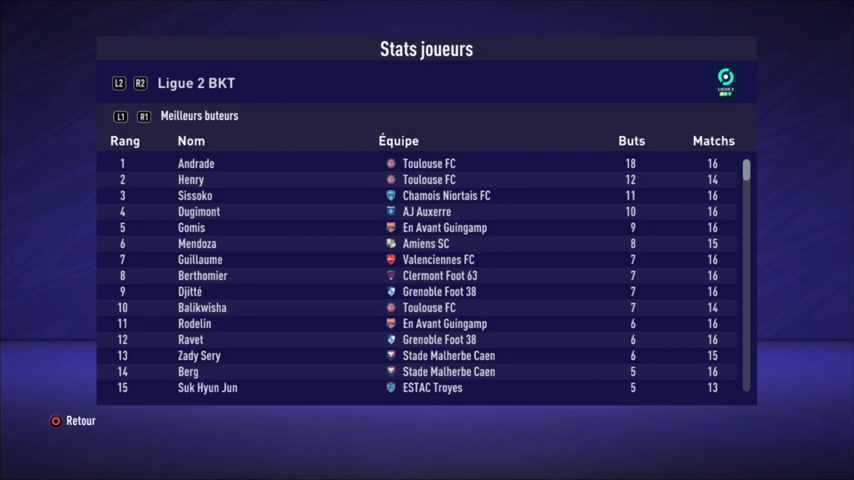 Stats joueurs
L2 R2 Ligue 2 BKT
LIGUE 2
BKT
L1 R1 Meilleurs buteurs
Rang Nom Équipe Buts Matchs
1 Andrade Toulouse FC 18 16
2 Henry Toulouse FC 12 14
3 Sissoko Chamois Niortais FC 11 16
4 Dugimont AJ Auxerre 10 16
5 Gomis En Avant Guingamp 9 16
6 Mendoza Amiens SC 8 15
7 Guillaume Valenciennes FC 7 16
8 Berthomier Clermont Foot 63 7 16
9 Djitté Grenoble Foot 38 7 16
10 Balikwisha Toulouse FC 7 14
11 Rodelin En Avant Guingamp 6 16
12 Ravet Grenoble Foot 38 6 16
13 Zady Sery Stade Malherbe Caen 6 15
14 Berg Stade Malherbe Caen 5 16
15 Suk Hyun Jun ESTAC Troyes 5 13
Retour